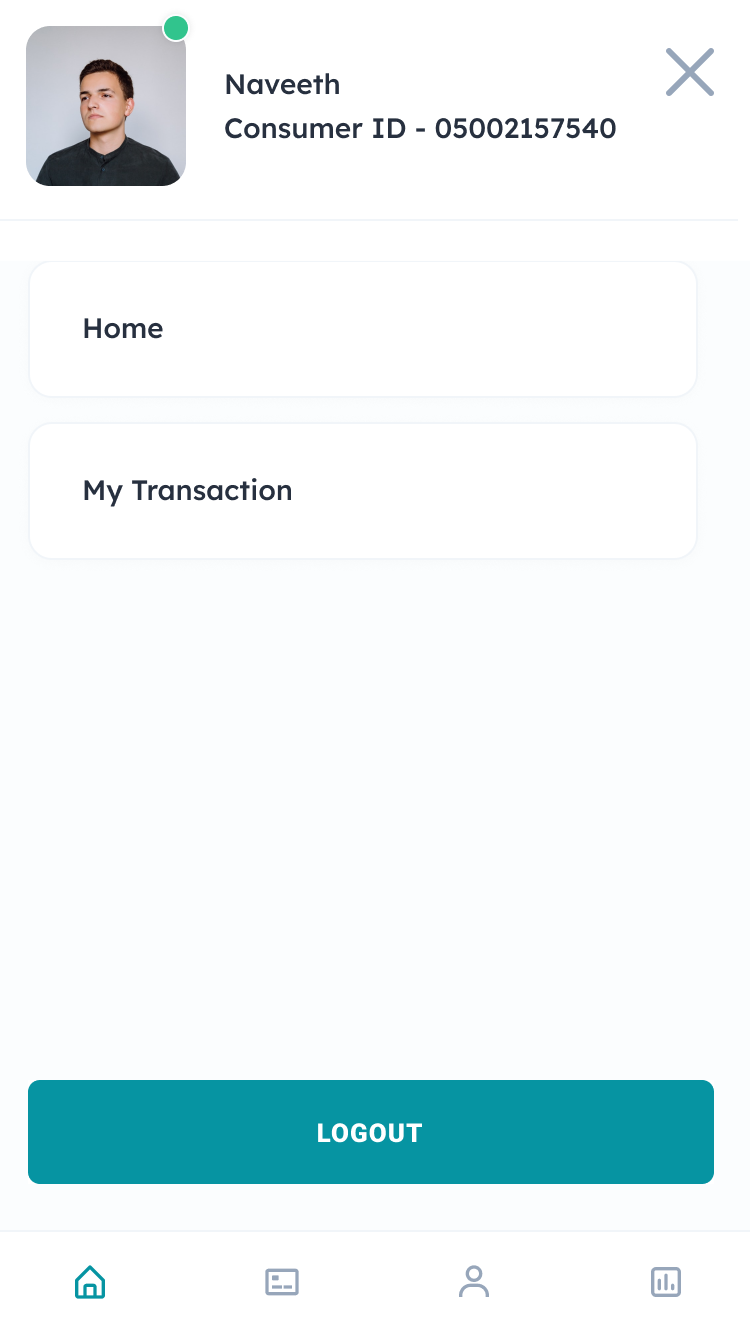 Naveeth
Consumer ID - 05002157540
Home
My Transaction
LOGOUT